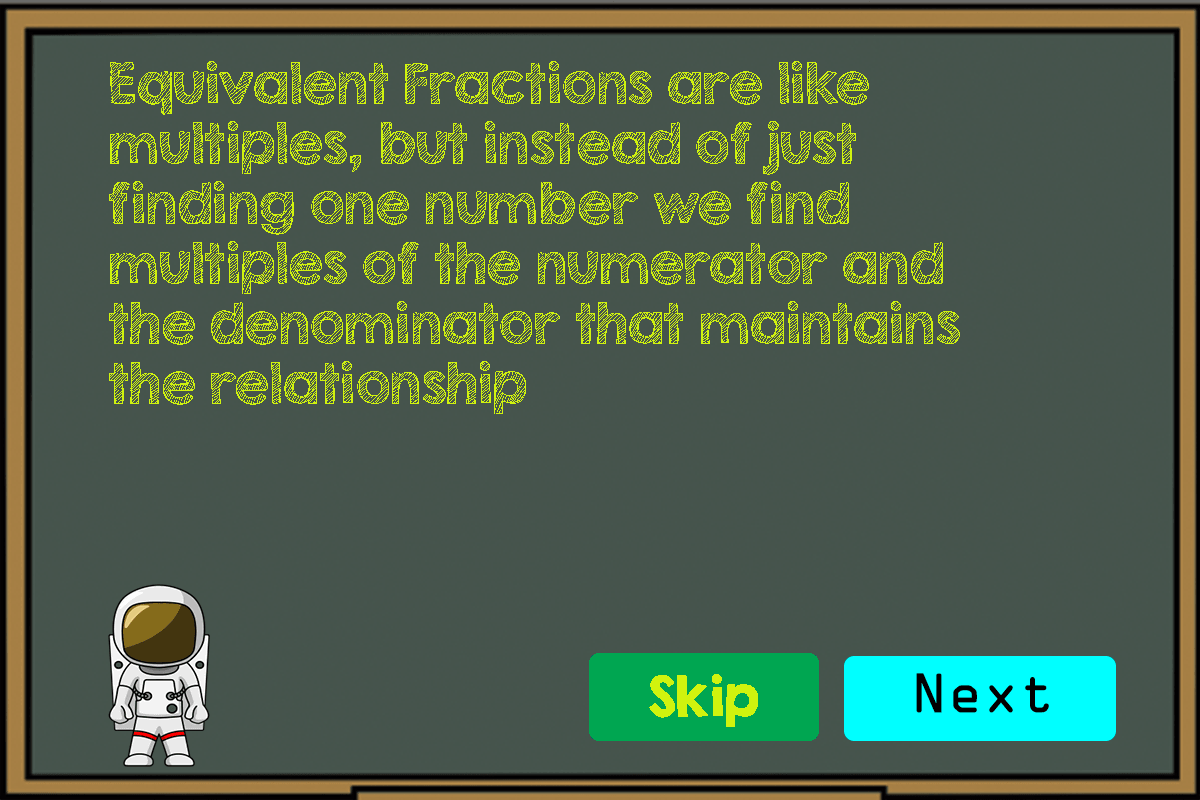 Equivalent Fractions are like
multiples, but instead of just
finding one number we find
multiples of the numerator and
the denominator that maintains
the relationship
Skip
Next